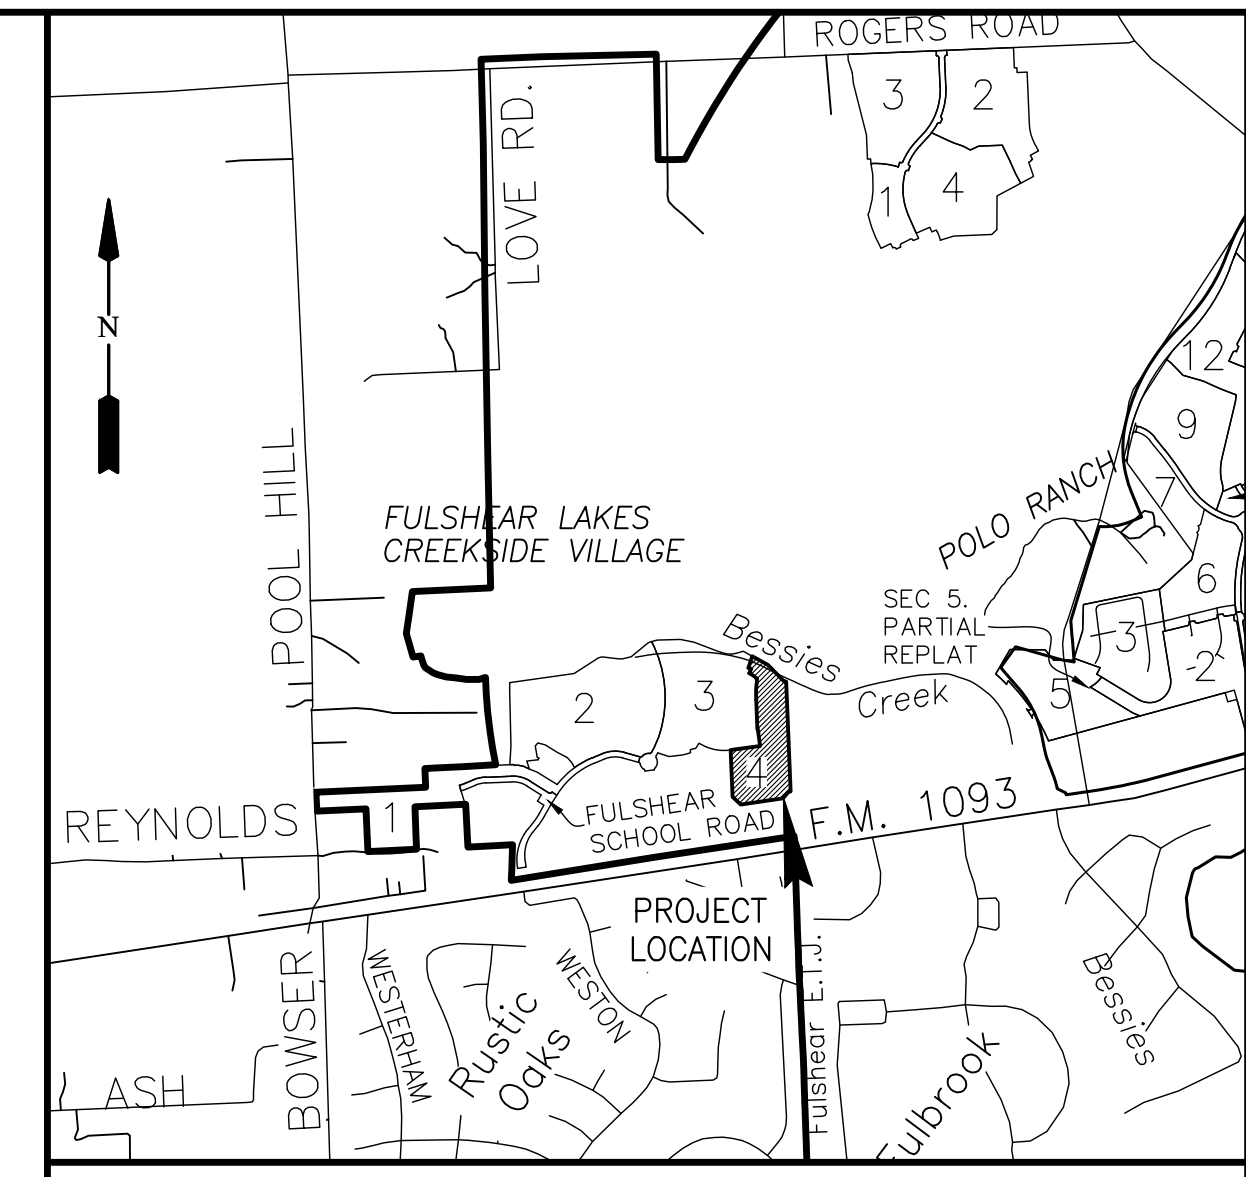 ROGERS ROAD
3
2
1
4
LOVE RD.
N
12
9
7
6
3
2
5
POLO RANCH
POOL HILL
FULSHEAR LAKES
CREEKSIDE VILLAGE
SEC 5.
PARTIAL
REPLAT
Bessies
Creek
2
3
4
1
REYNOLDS
FULSHEAR
SCHOOL ROAD
F.M. 1093
PROJECT
LOCATION
BOWSER
WESTERHAM
WESTON
Rustic
Oaks
ASH
Fulshear E.T.J.
Fulbrook
Bessies